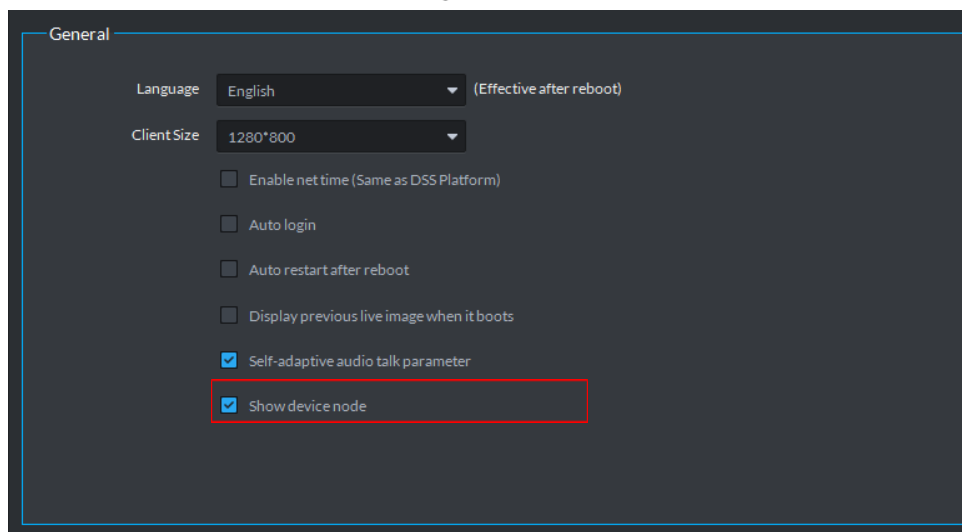 General
Language English (Effective after reboot)
Client Size 1280*800
Enable net time (Same as DSS Platform)
Auto login
Auto restart after reboot
Display previous live image when it boots
Self-adaptive audio talk parameter
Show device node